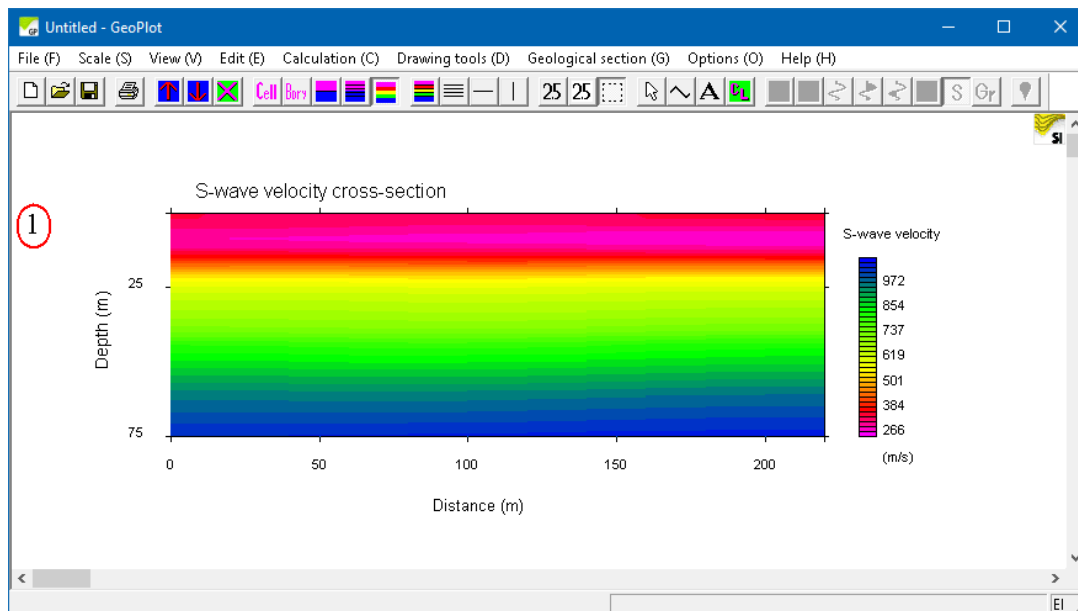 Untitled - GeoPlot
File (F) Scale (S) View (V) Edit (E) Calculation (C) Drawing tools (D) Geological section (G) Options (O) Help (H)
Cell Bory 25 25 A S Gr
SI
S-wave velocity cross-section
1
S-wave velocity
25
972
854
737
619
501
384
266
Depth (m)
75
(m/s)
0 50 100 150 200
Distance (m)
El